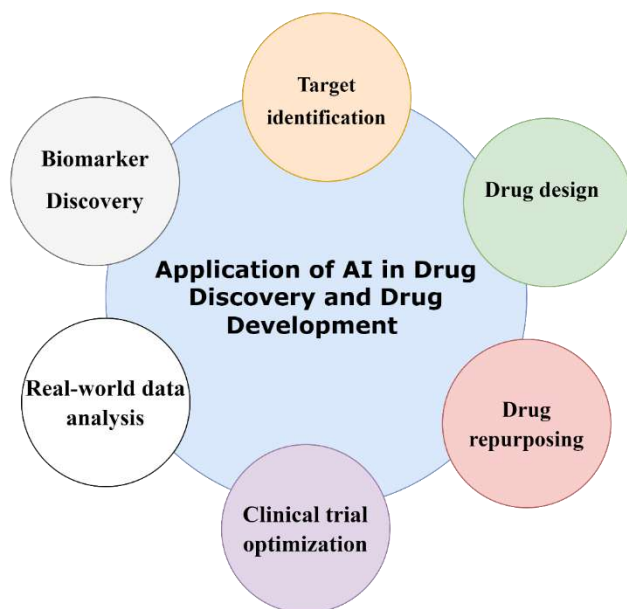 Target
identification
Biomarker
Discovery
Drug design
Application of AI in Drug
Discovery and Drug
Development
Real-world data
analysis
Drug
repurposing
Clinical trial
optimization